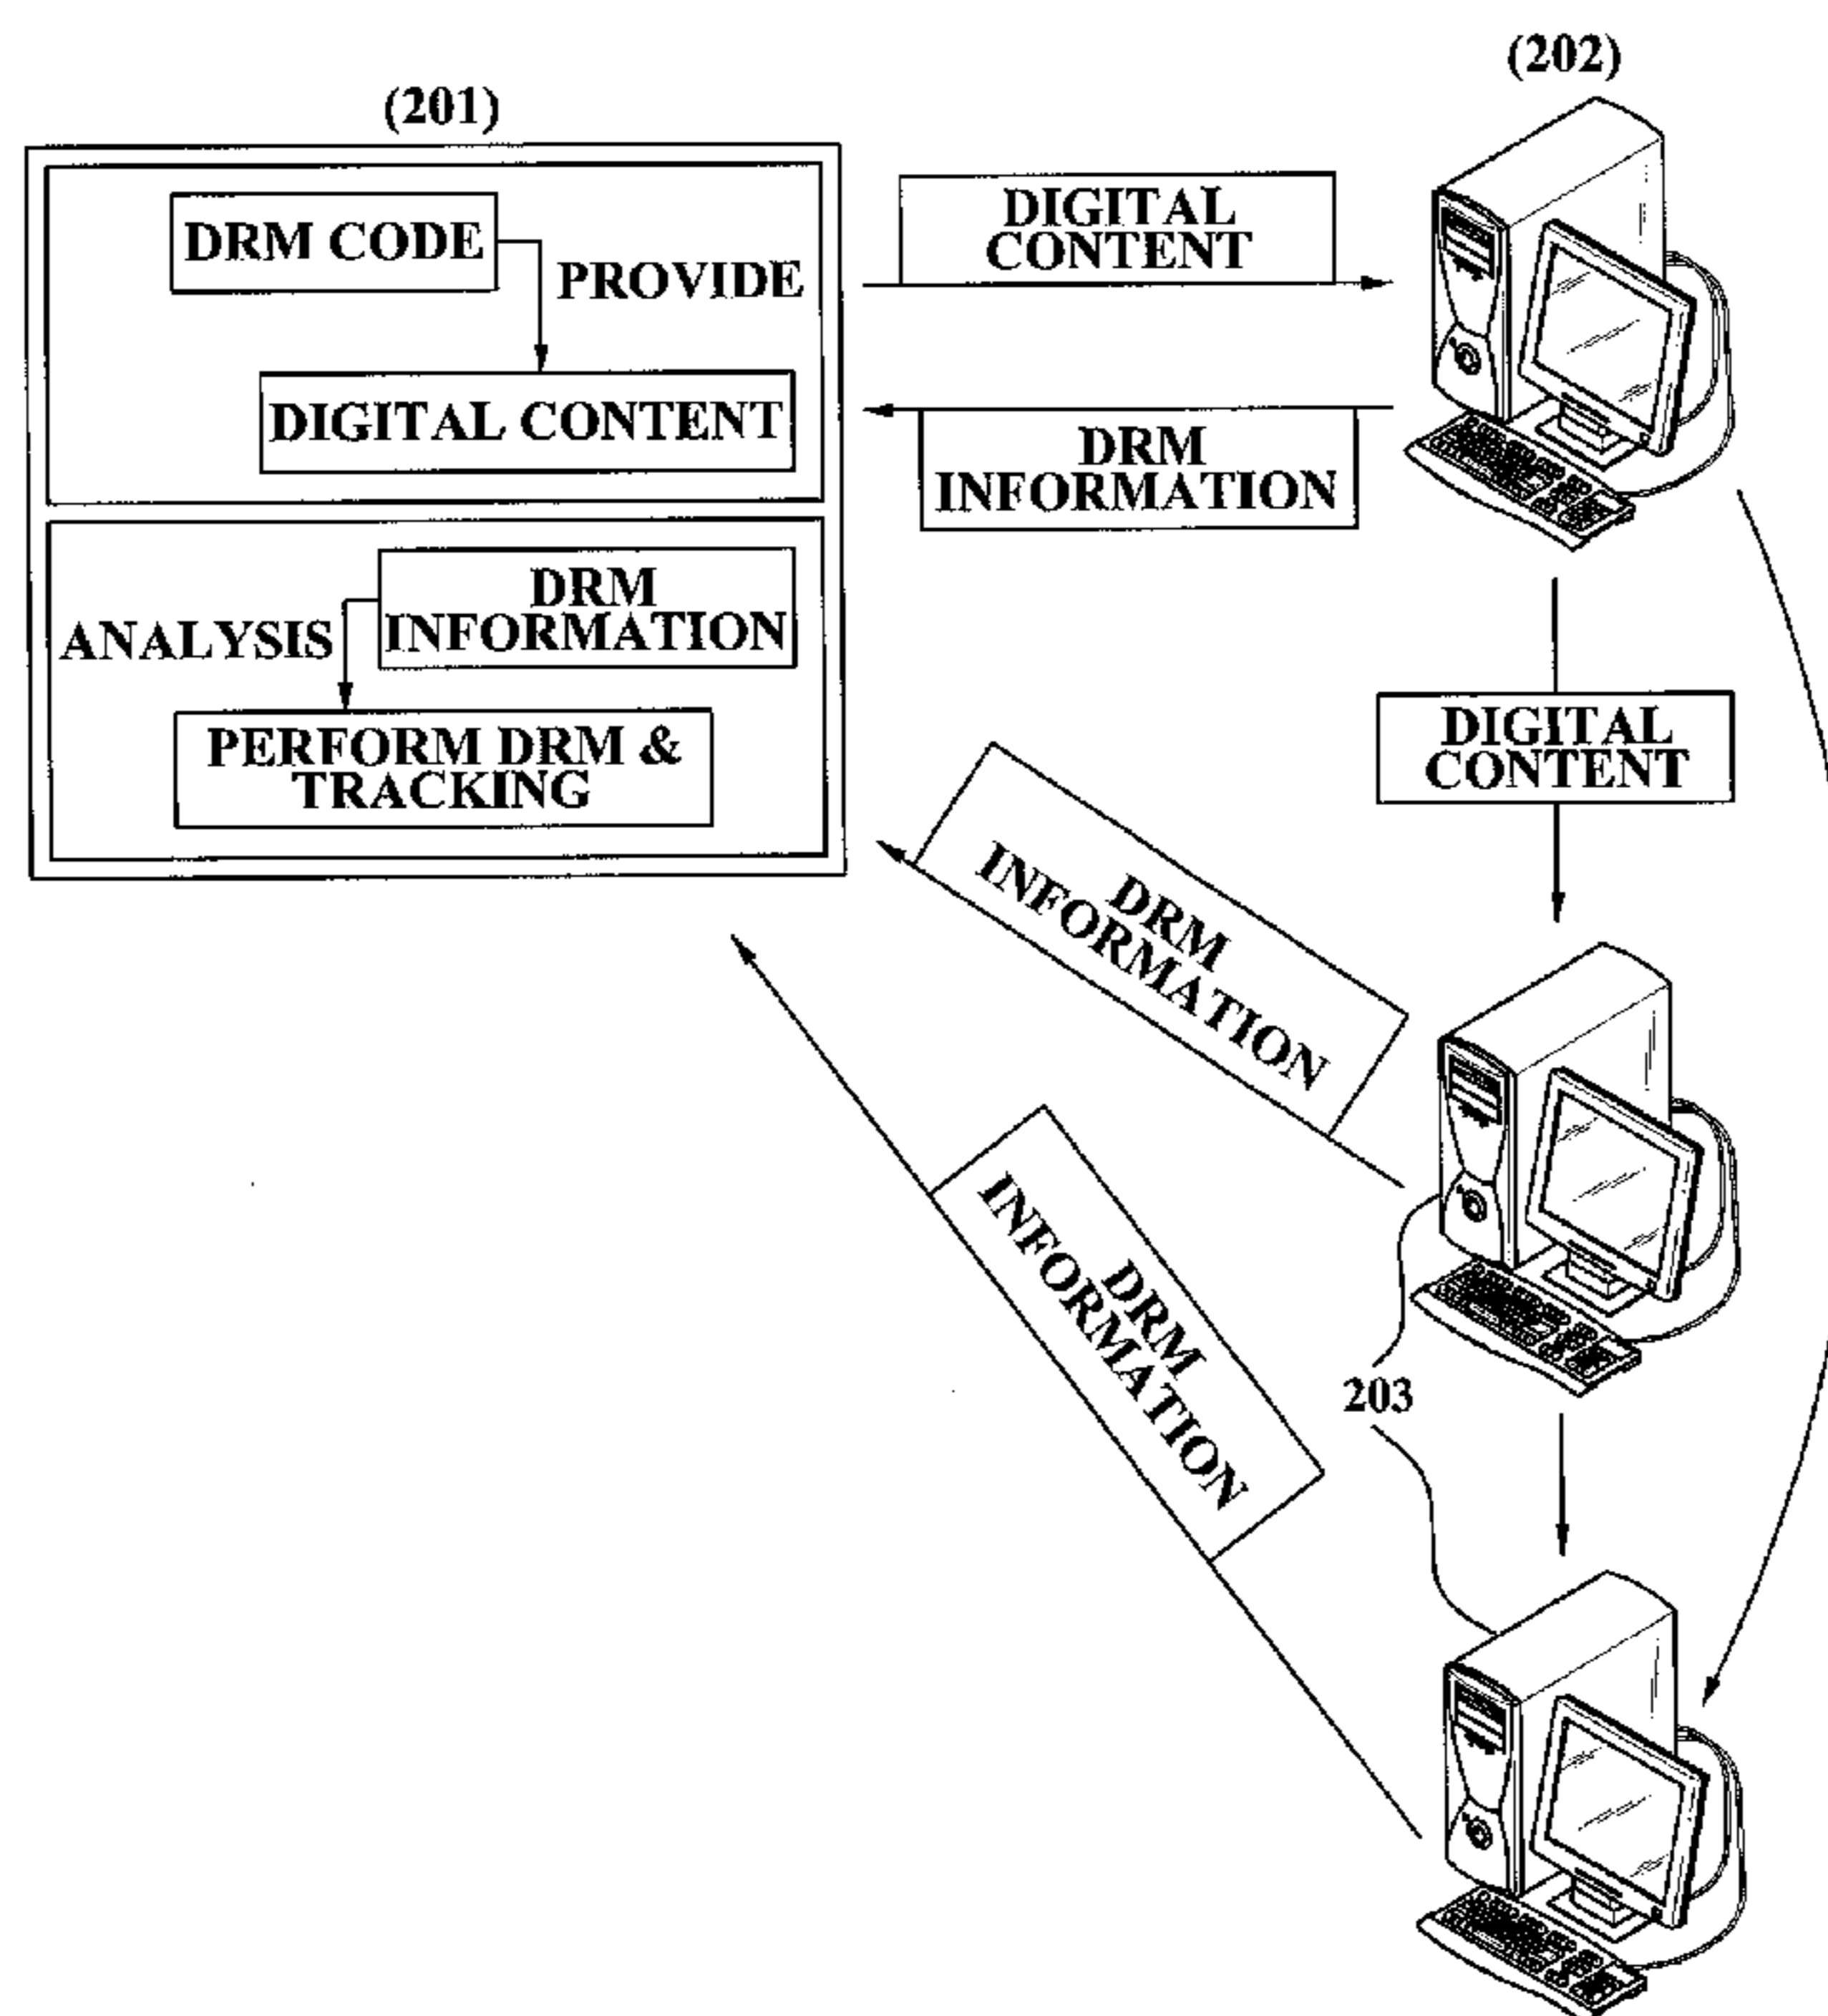 (202)
(201)
DRM CODE
PROVIDE
DIGITAL CONTENT
DIGITAL
CONTENT
DRM
INFORMATION
ANALYSIS
DRM
INFORMATION
PERFORM DRM &
TRACKING
DIGITAL
CONTENT
DRM
INFORMATION
DRM
INFORMATION
203